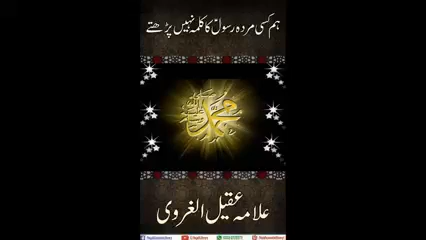 ہم کسی مردہ رسولؐ کا کلمہ نہیں پڑھتے
محمد
علامہ عقیل الغروی